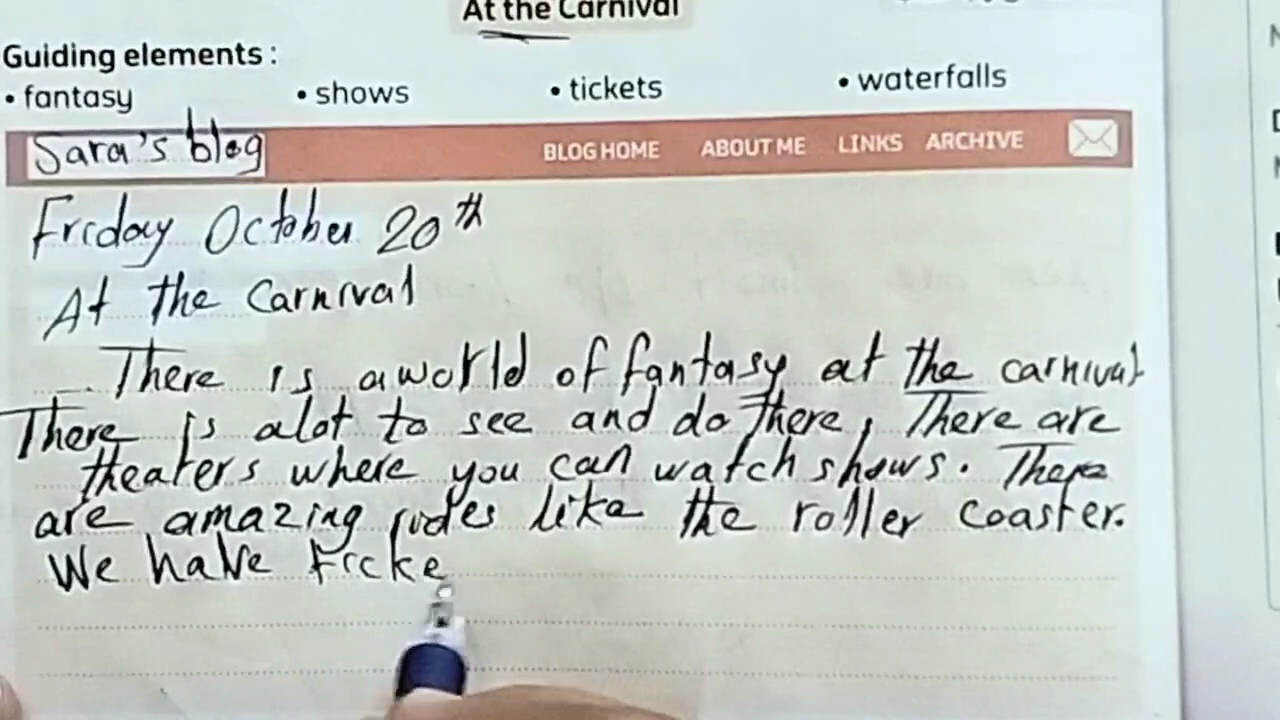 At the Carnival
Guiding elements :
• fantasy • shows • tickets • waterfalls
Sara's blog BLOG HOME ABOUT ME LINKS ARCHIVE
Friday October 20th
At the carnival
There is a world of fantasy at the carnival
There is alot to see and do there, There are
theaters where you can watch shows. There
are amazing rides like the roller coaster.
We have ticke